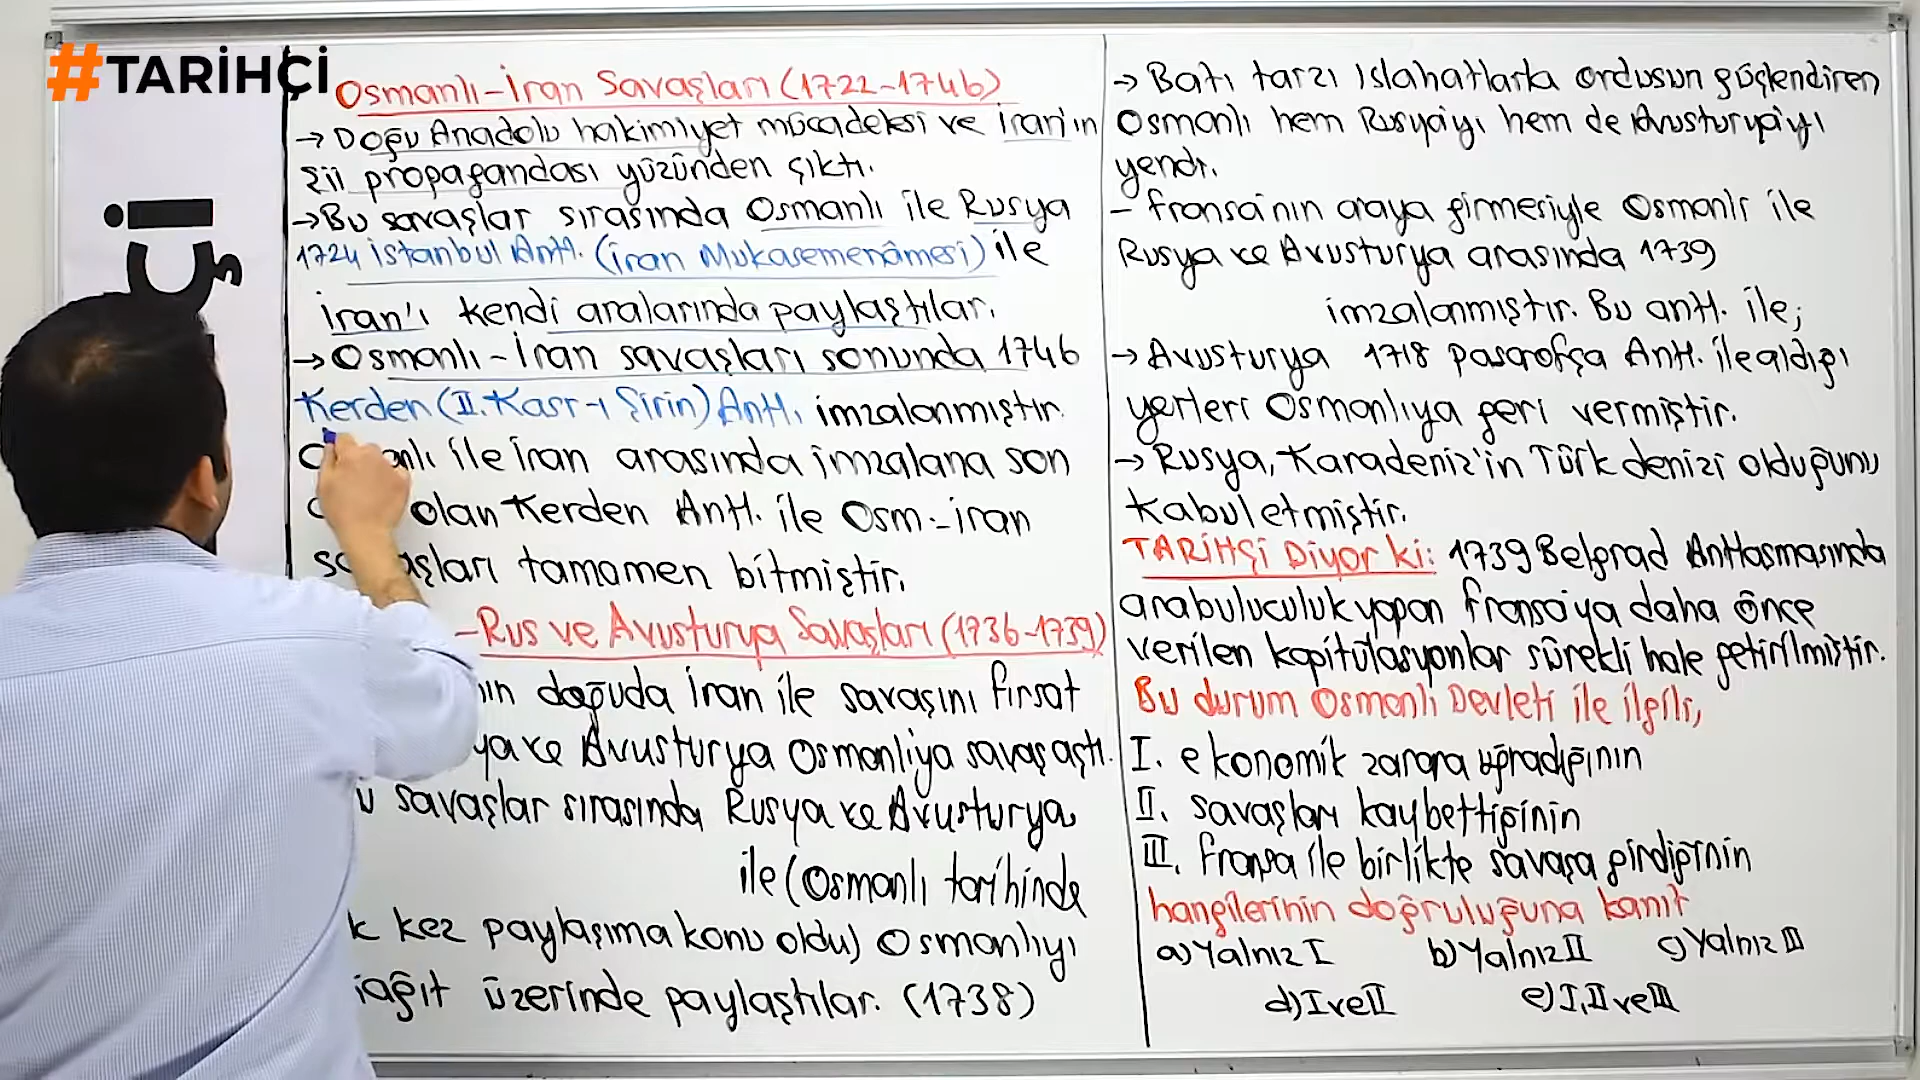 #TARİHÇİ
Çİ
Osmanlı-İran Savaşları (1722-1746)
→ Doğu Anadolu hakimiyet mücadelesi ve İran'ın
Şii propagandası yüzünden çıktı.
→ Bu savaşlar sırasında Osmanlı ile Rusya
1724 İstanbul Antl. (İran Mukasemenâmesi) ile
İran'ı kendi aralarında paylaştılar.
→ Osmanlı-İran savaşları sonunda 1746
Kerden (II. Kasr-ı Şirin) Antl. imzalanmıştır.
ile İran arasında imzalana son
olan Kerden Antl. ile Osm.-iran
tamamen bitmiştir.
-Rus ve Avusturya Savaşları (1736-1739)
doğuda İran ile savaşını fırsat
ve Avusturya Osmanlıya savaş açtı.
savaşlar sırasında Rusya ve Avusturya
ile (Osmanlı tarihinde
kez paylaşıma konu oldu) Osmanlıyı
üzerinde paylaştılar. (1738)
→ Batı tarzı ıslahatlarla ordusun güçlendiren
Osmanlı hem Rusya'yı hem de Avusturya'yı
yendi.
- fransa'nın araya girmesiyle Osmanlı ile
Rusya ve Avusturya arasında 1739
imzalanmıştır. Bu antl. ile;
→ Avusturya 1718 pasarofça Antl. ile aldığı
yerleri Osmanlıya geri vermiştir.
→ Rusya, Karadeniz'in Türk denizi olduğunu
kabul etmiştir.
TARİHÇİ Diyor ki: 1739 Belgrad Antlaşmasında
arabuluculuk yapan fransa'ya daha önce
verilen kapitülasyonlar sürekli hale getirilmiştir.
Bu durum Osmanlı Devleti ile ilgili,
I. ekonomik zarara uğradığının
II. savaşları kaybettiğinin
III. fransa ile birlikte savaşa girdiğinin
hangilerinin doğruluğuna kanıt
a) Yalnız I b) Yalnız II c) Yalnız III
d) I ve II e) I, II ve III